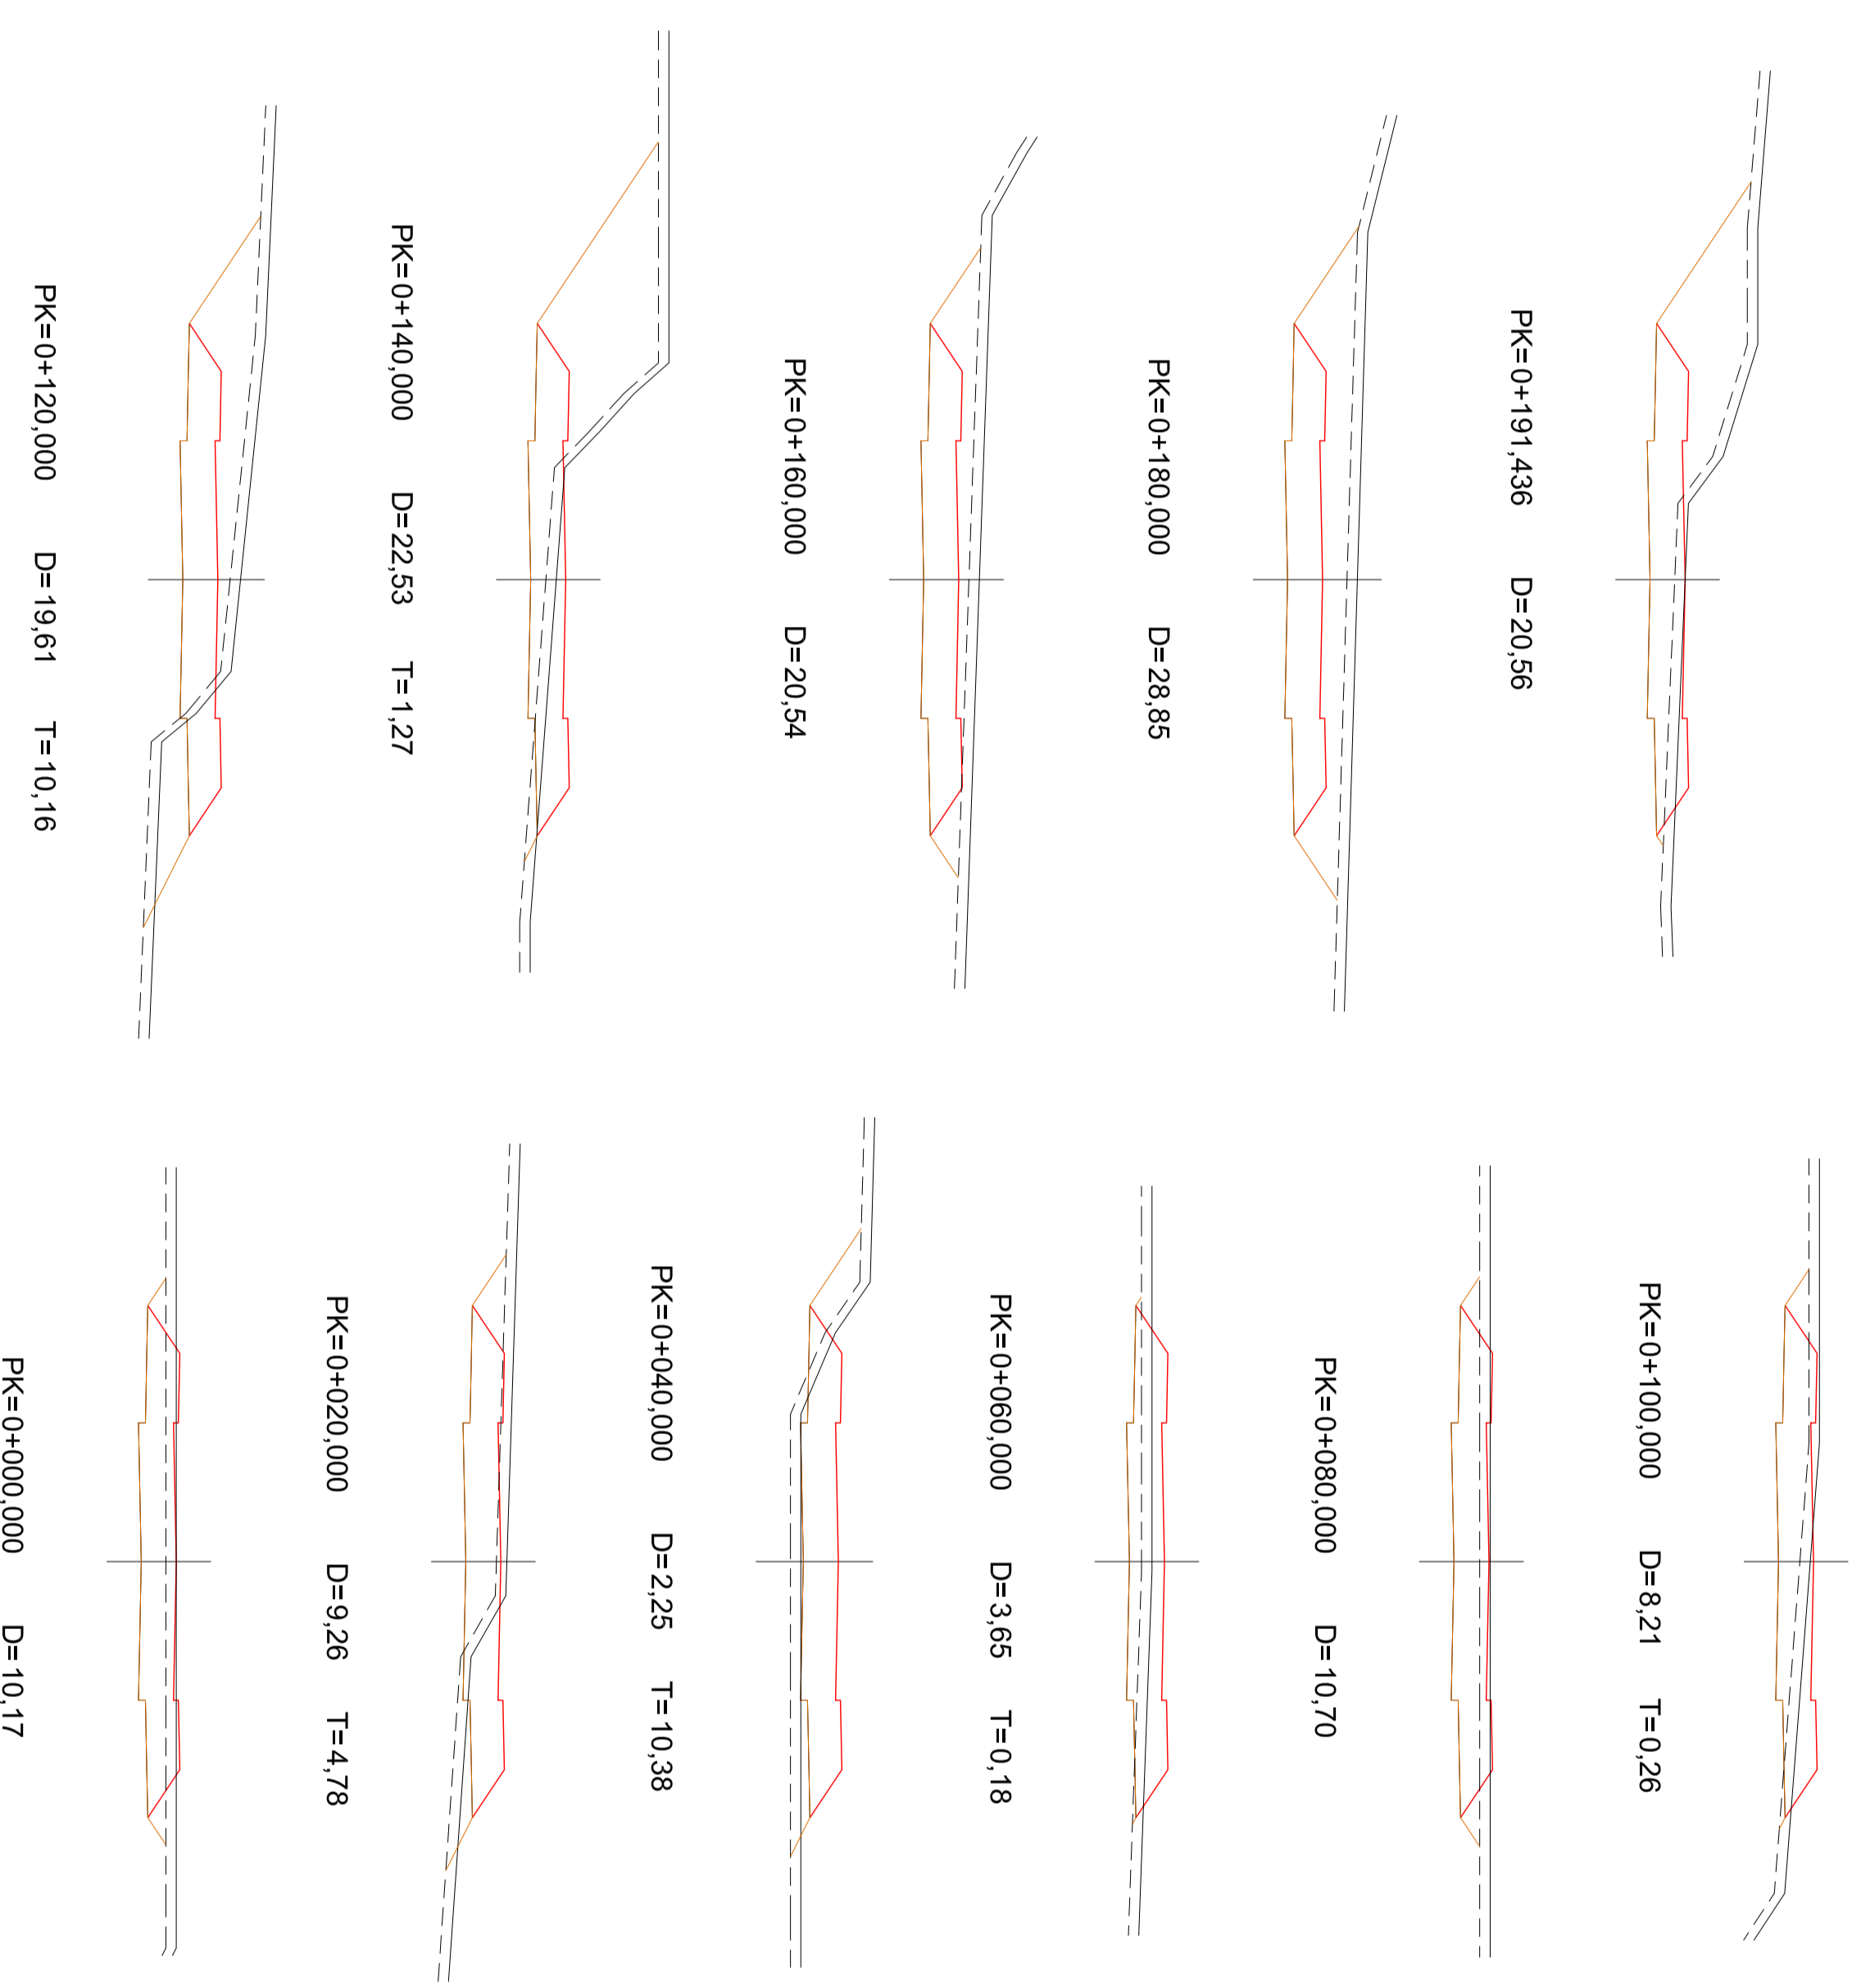 PK=0+191,436 D=20,56
PK=0+180,000 D=28,85
PK=0+160,000 D=20,54
PK=0+140,000 D=22,53 T=1,27
PK=0+120,000 D=19,61 T=10,16
PK=0+100,000 D=8,21 T=0,26
PK=0+080,000 D=10,70
PK=0+060,000 D=3,65 T=0,18
PK=0+040,000 D=2,25 T=10,38
PK=0+020,000 D=9,26 T=4,78
PK=0+000,000 D=10,17